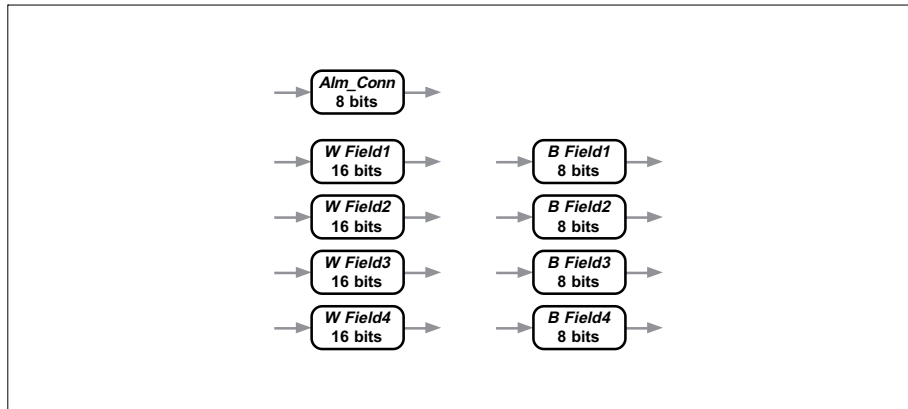 Alm_Conn
8 bits
W Field1
16 bits
B Field1
8 bits
W Field2
16 bits
B Field2
8 bits
W Field3
16 bits
B Field3
8 bits
W Field4
16 bits
B Field4
8 bits